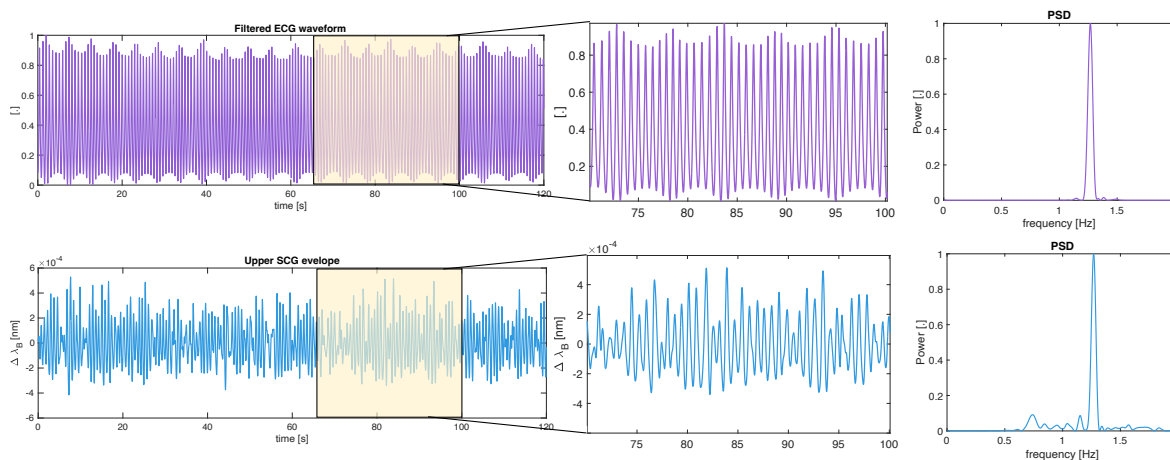 Filtered ECG waveform
1
0.8
0.6
0.4
0.2
0
[.]
0 20 40 60 80 100 120
time [s]
0.8
0.6
0.4
0.2
[.]
75 80 85 90 95 100
PSD
1
0.8
0.6
0.4
0.2
0
Power [.]
0 0.5 1 1.5
frequency [Hz]
×10-4
Upper SCG evelope
6
4
2
0
-2
-4
-6
Δ λB [nm]
0 20 40 60 80 100 120
time [s]
×10-4
4
2
0
-2
-4
Δ λB [nm]
75 80 85 90 95 100
PSD
1
0.8
0.6
0.4
0.2
0
Power [.]
0 0.5 1 1.5
frequency [Hz]